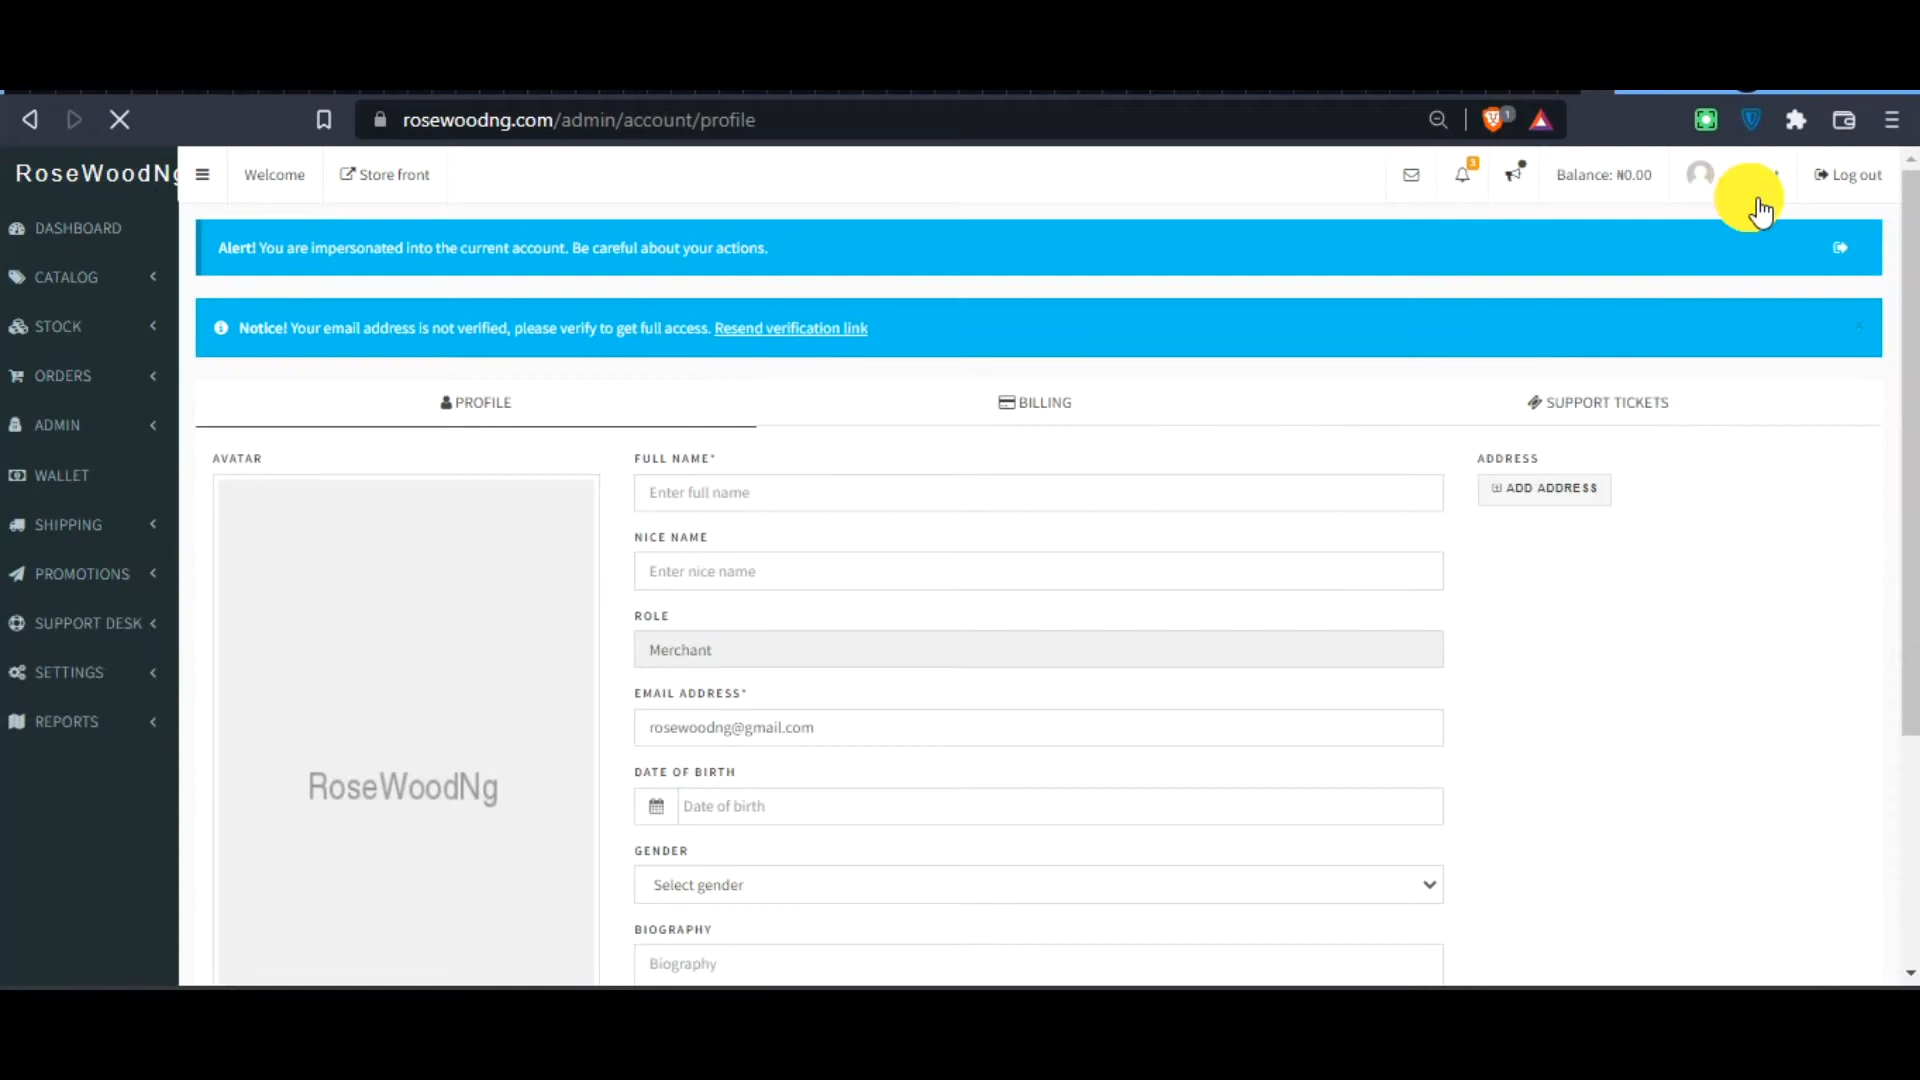 rosewoodng.com/admin/account/profile
1
RoseWoodNg
Welcome
Store front
3
Balance: ₦0.00
Log out
DASHBOARD
CATALOG
STOCK
ORDERS
ADMIN
WALLET
SHIPPING
PROMOTIONS
SUPPORT DESK
SETTINGS
REPORTS
Alert! You are impersonated into the current account. Be careful about your actions.
Notice! Your email address is not verified, please verify to get full access. Resend verification link
PROFILE
BILLING
SUPPORT TICKETS
AVATAR
RoseWoodNg
FULL NAME*
Enter full name
NICE NAME
Enter nice name
ROLE
Merchant
EMAIL ADDRESS*
rosewoodng@gmail.com
DATE OF BIRTH
Date of birth
GENDER
Select gender
BIOGRAPHY
Biography
ADDRESS
ADD ADDRESS